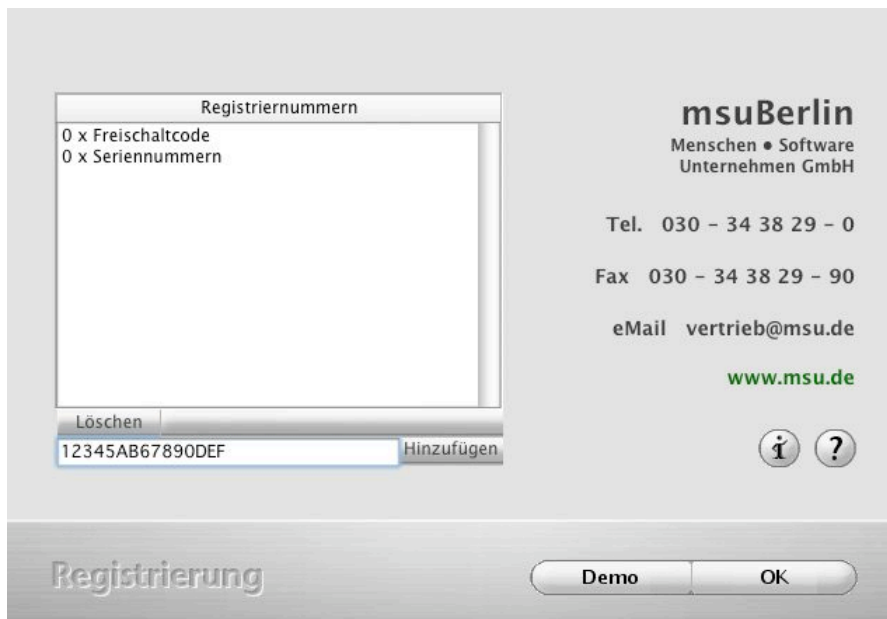 Registriernummern
0 x Freischaltcode
0 x Seriennummern
Löschen
12345AB67890DEF
Hinzufügen
msuBerlin
Menschen • Software
Unternehmen GmbH
Tel. 030 – 34 38 29 – 0
Fax 030 – 34 38 29 – 90
eMail vertrieb@msu.de
www.msu.de
i ?
Registrierung
Demo
OK